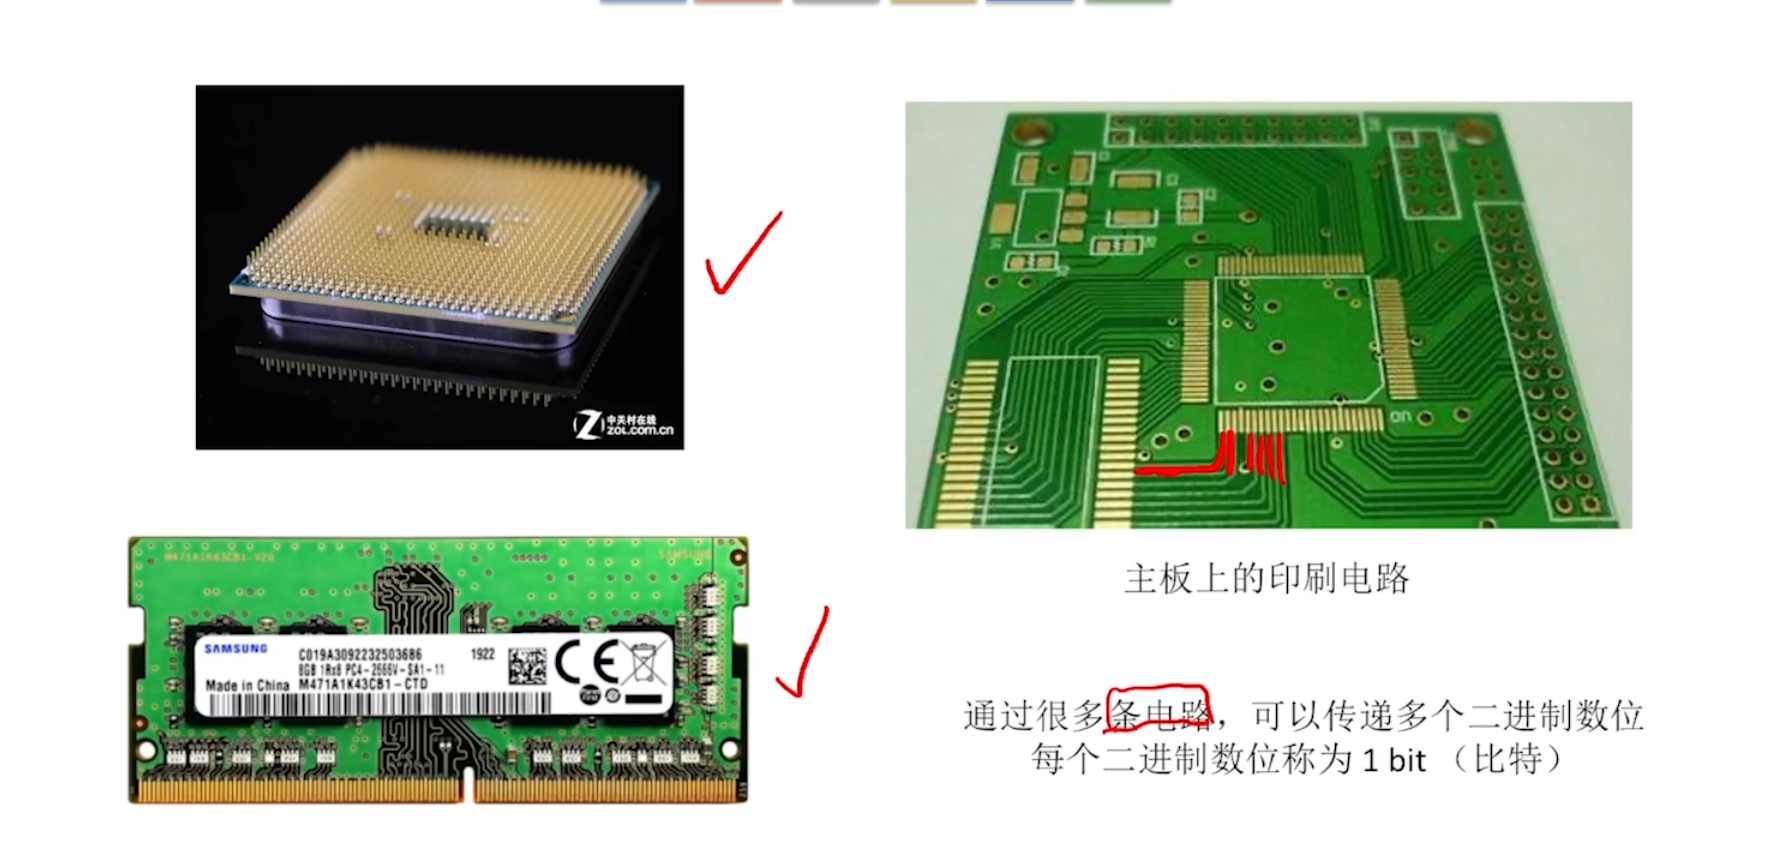 中关村在线
ZOL.COM.CN
主板上的印刷电路
M471A1K43CB1-V20
SAMSUNG
SAMSUNG
C019A3092232503686
1922
8GB 1Rx8 PC4-2666V-SA1-11
Made in China M471A1K43CB1-CTD
CE
通过很多条电路，可以传递多个二进制数位
每个二进制数位称为 1 bit （比特）